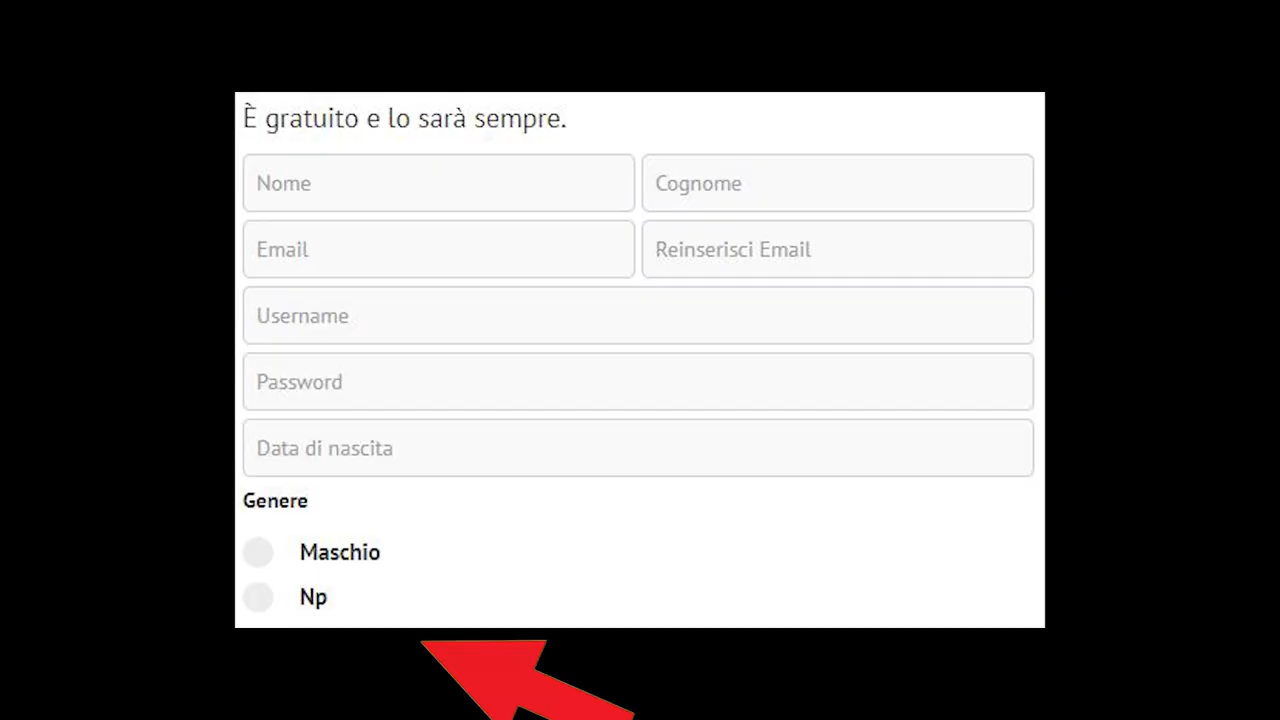 È gratuito e lo sarà sempre.
Nome
Cognome
Email
Reinserisci Email
Username
Password
Data di nascita
Genere
Maschio
Np